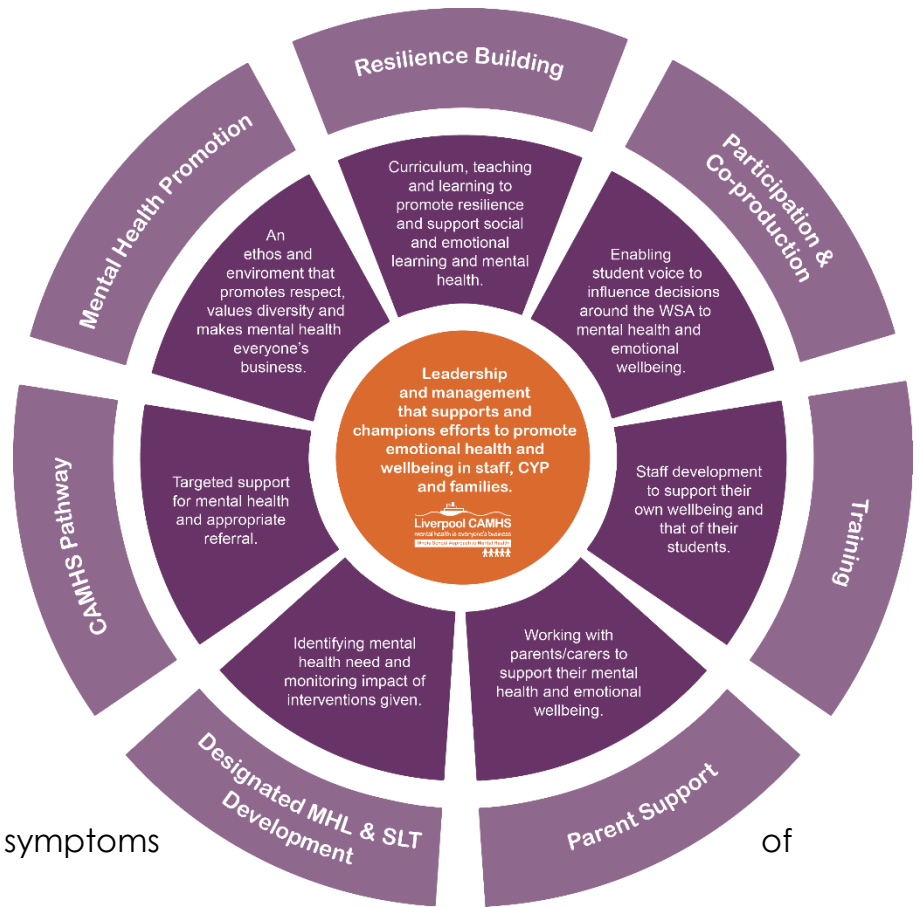 Resilience Building
Curriculum, teaching
and learning to
promote resilience
and support social
and emotional
learning and mental
health.
Participation &
Co-production
Enabling
student voice to
influence decisions
around the WSA to
mental health and
emotional
wellbeing.
Training
Staff development
to support their
own wellbeing and
that of their
students.
Parent Support
Working with
parents/carers to
support their mental
health and emotional
wellbeing.
Designated MHL & SLT
Development
Identifying mental
health need and
monitoring impact of
interventions given.
CAMHS Pathway
Targeted support
for mental health
and appropriate
referral.
Mental Health Promotion
An
ethos and
enviroment that
promotes respect,
values diversity and
makes mental health
everyone's
business.
Leadership
and management
that supports and
champions efforts to promote
emotional health and
wellbeing in staff, CYP
and families.
Liverpool CAMHS
mental health is everyone's business
Whole School Approach to Mental Health
symptoms of